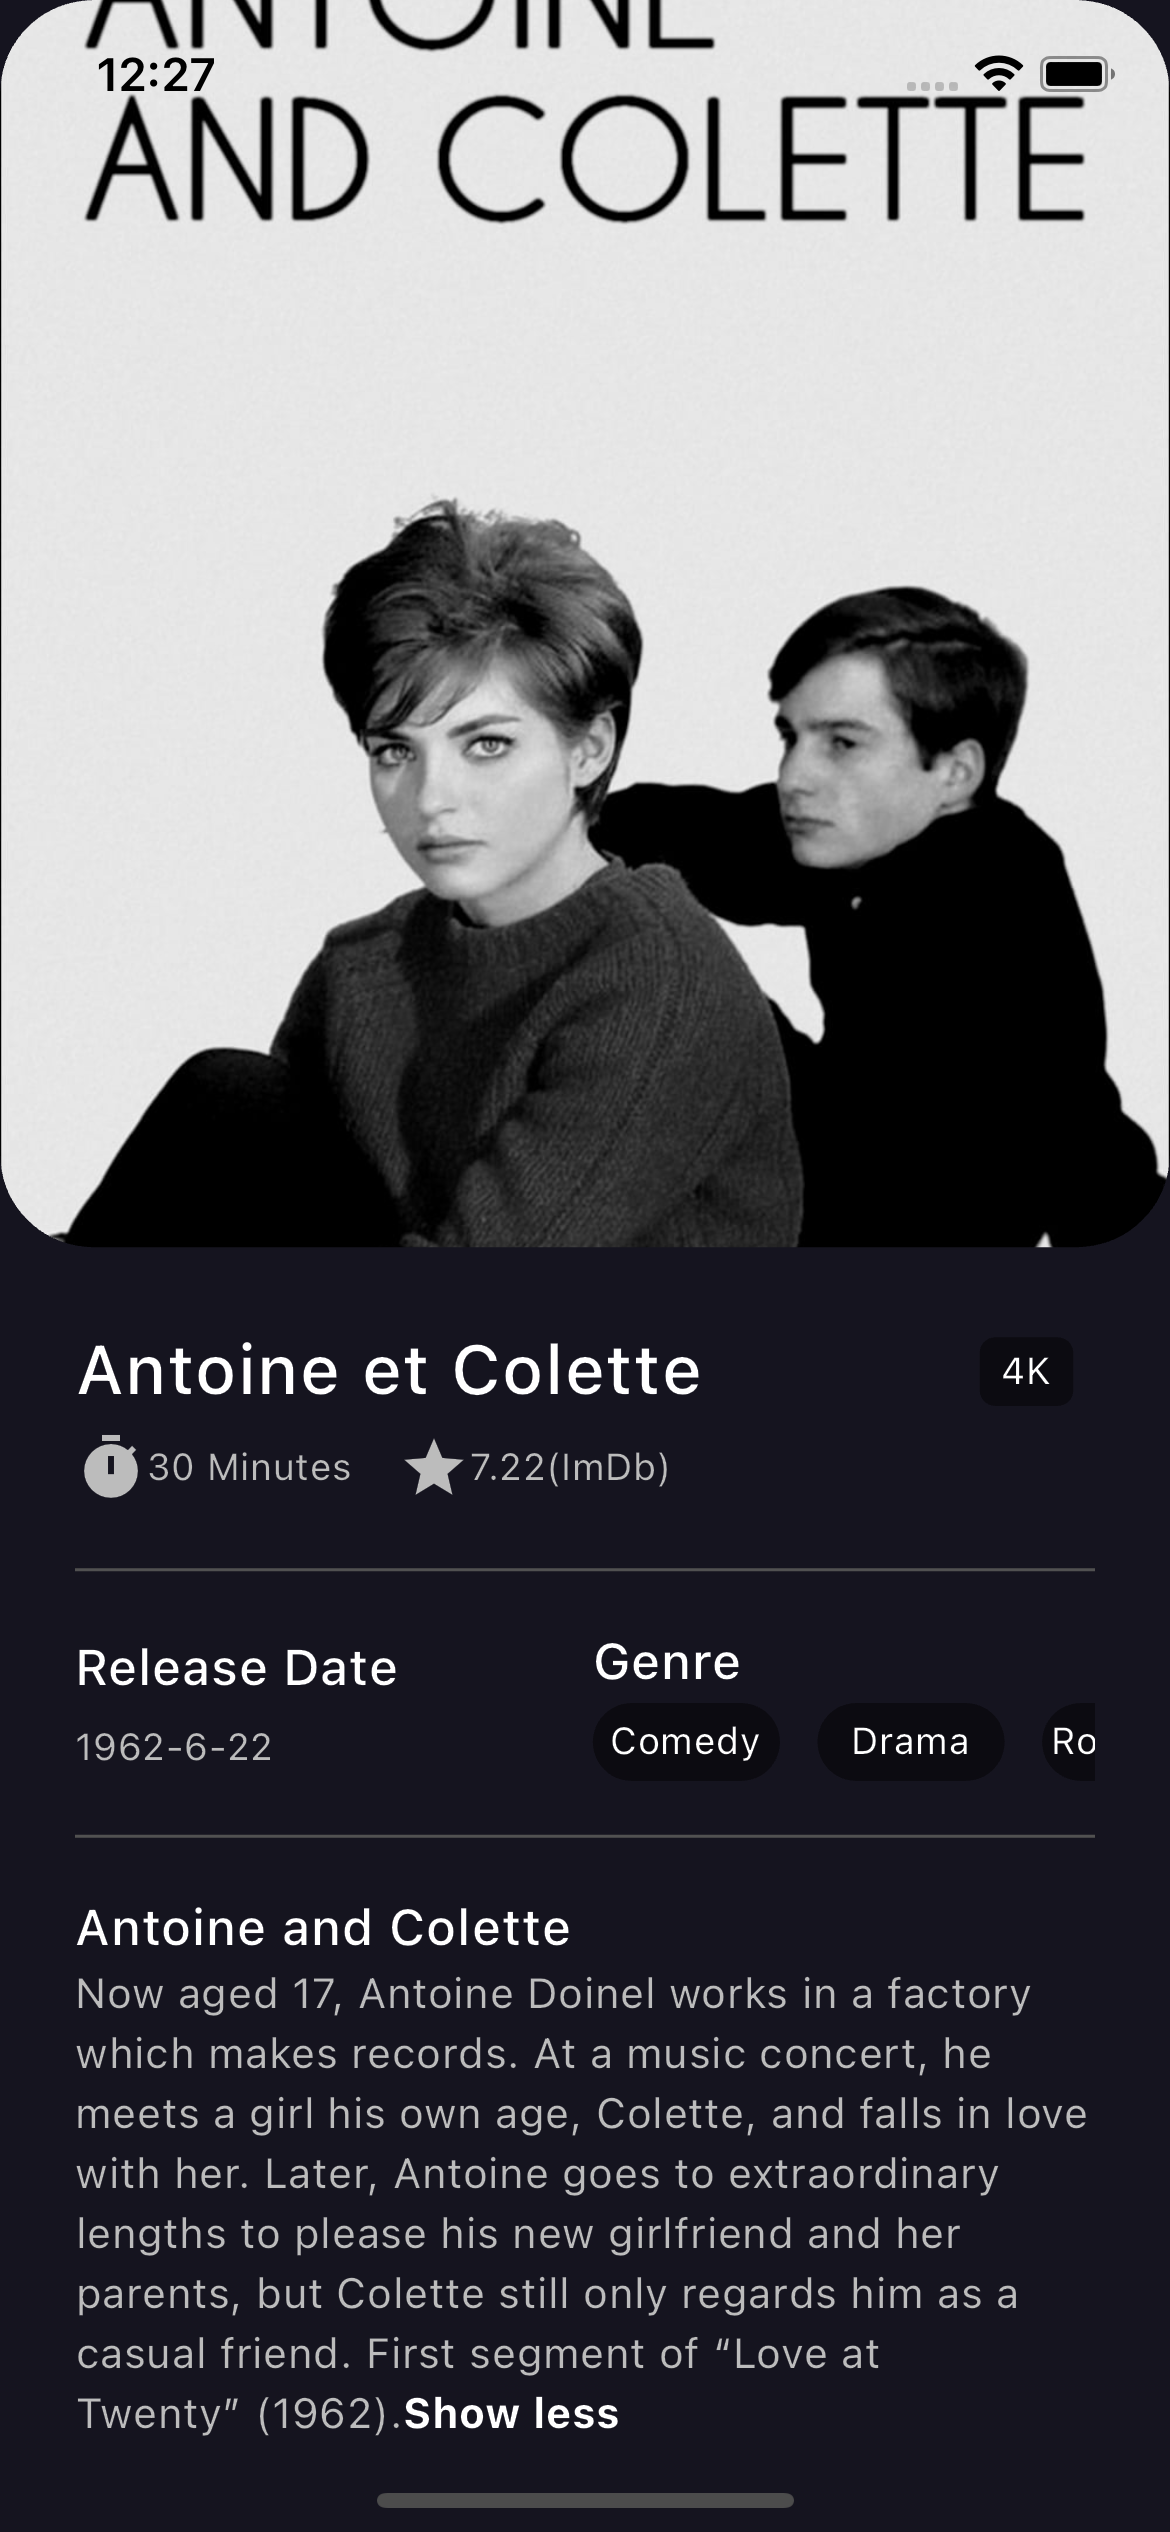 ANTOINE
12:27
AND COLETTE
Antoine et Colette
4K
30 Minutes
7.22(ImDb)
Release Date
Genre
1962-6-22
Comedy
Drama
Ro
Antoine and Colette
Now aged 17, Antoine Doinel works in a factory
which makes records. At a music concert, he
meets a girl his own age, Colette, and falls in love
with her. Later, Antoine goes to extraordinary
lengths to please his new girlfriend and her
parents, but Colette still only regards him as a
casual friend. First segment of “Love at
Twenty” (1962).Show less